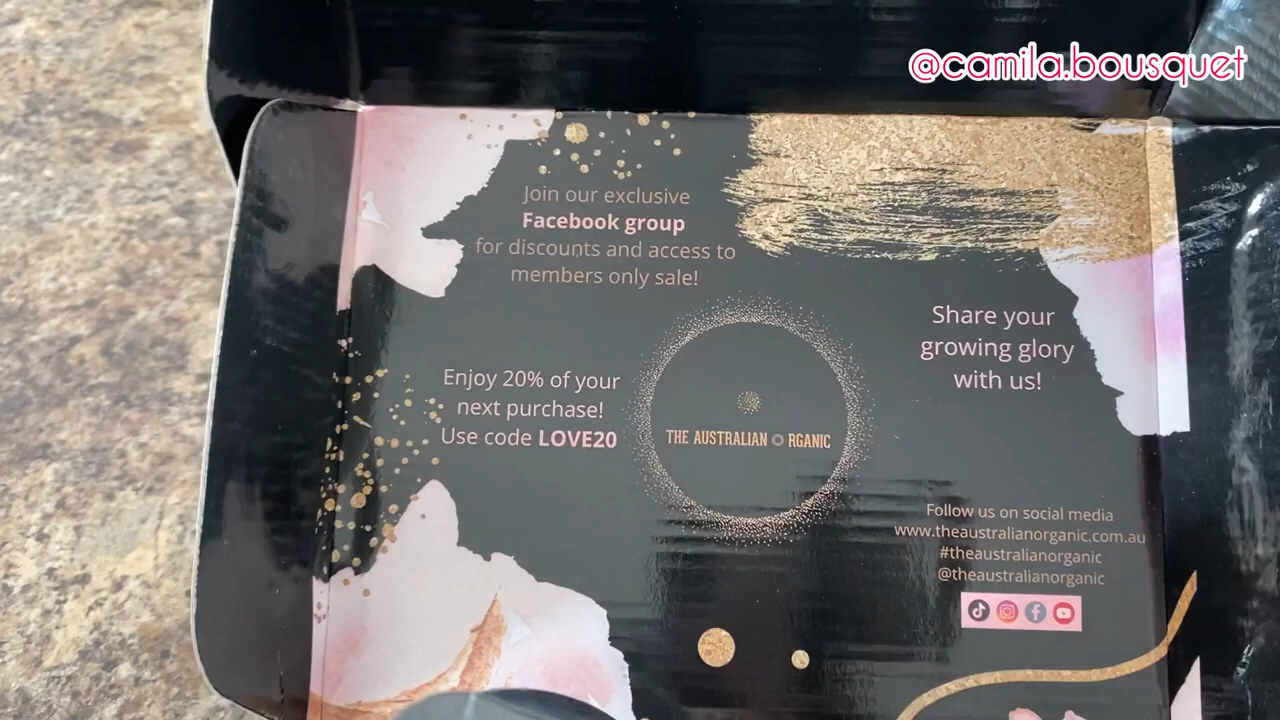 @camila.bousquet
Join our exclusive
Facebook group
for discounts and access to
members only sale!
Share your
growing glory
with us!
Enjoy 20% of your
next purchase!
Use code LOVE20
THE AUSTRALIAN ORGANIC
Follow us on social media
www.theaustralianorganic.com.au
#theaustralianorganic
@theaustralianorganic